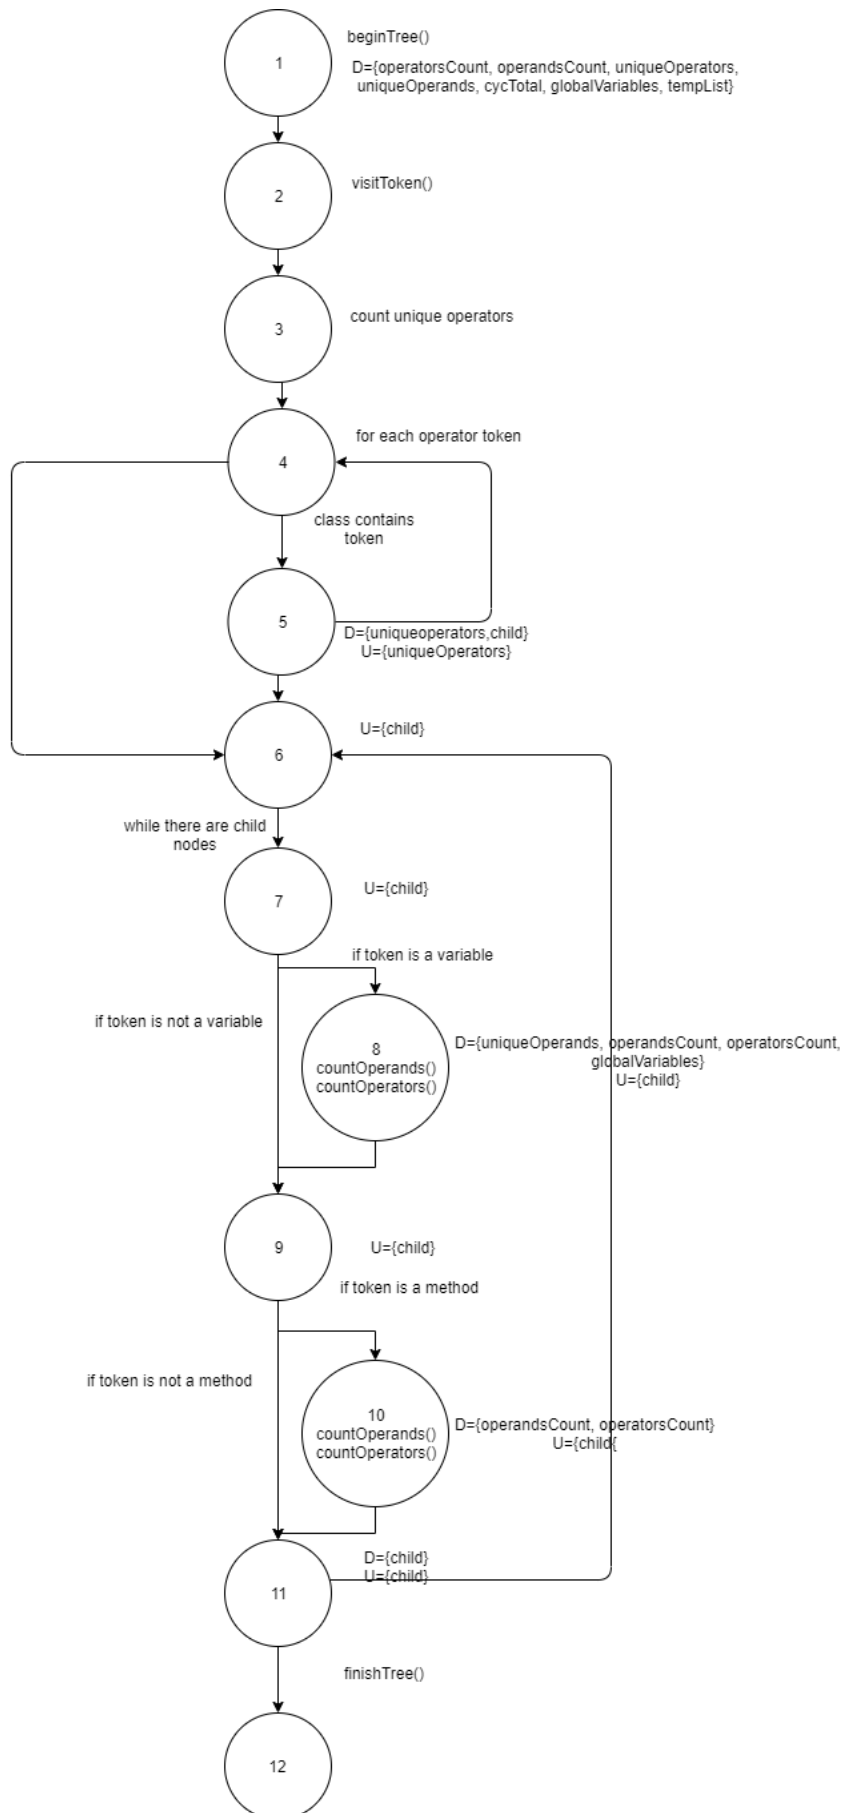 1
beginTree()
D={operatorsCount, operandsCount, uniqueOperators,
uniqueOperands, cycTotal, globalVariables, tempList}
2
visitToken()
3
count unique operators
4
for each operator token
class contains
token
5
D={uniqueoperators,child}
U={uniqueOperators}
6
U={child}
while there are child
nodes
7
U={child}
if token is a variable
if token is not a variable
8
countOperands()
countOperators()
D={uniqueOperands, operandsCount, operatorsCount,
globalVariables}
U={child}
9
U={child}
if token is a method
if token is not a method
10
countOperands()
countOperators()
D={operandsCount, operatorsCount}
U={child{
D={child}
U={child}
11
finishTree()
12